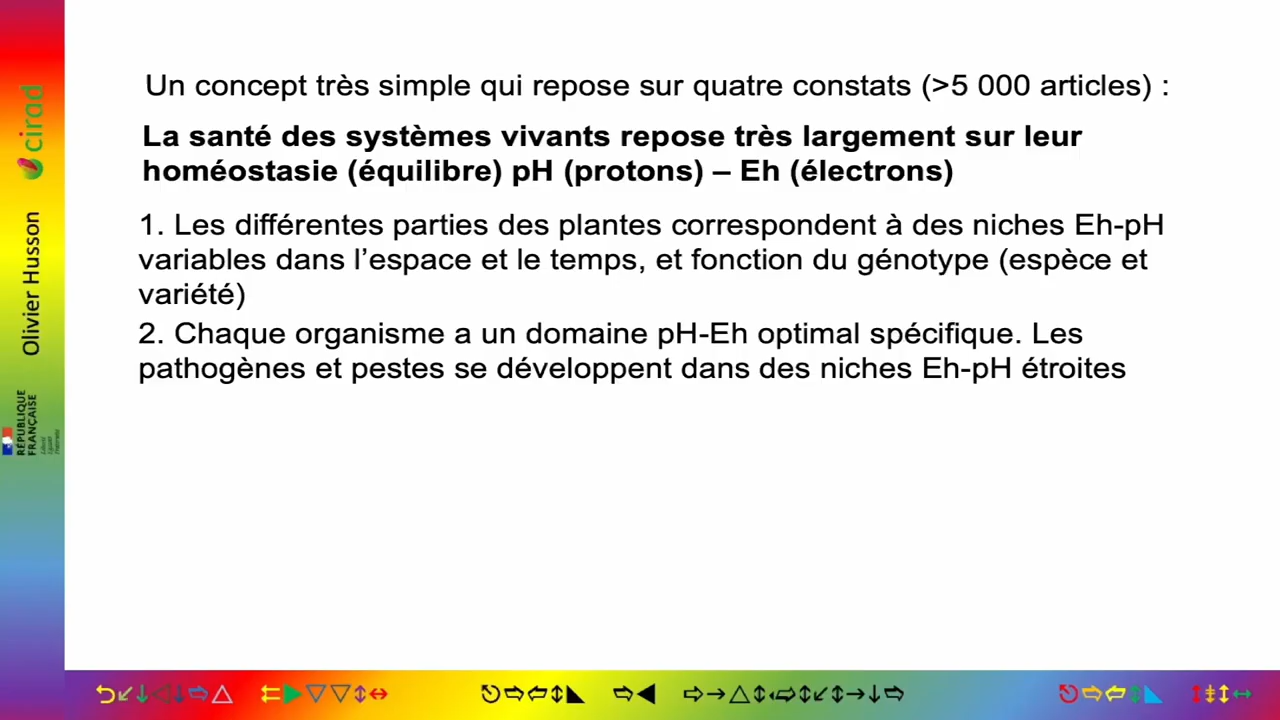 Un concept très simple qui repose sur quatre constats (>5 000 articles) :
La santé des systèmes vivants repose très largement sur leur
homéostasie (équilibre) pH (protons) – Eh (électrons)
1. Les différentes parties des plantes correspondent à des niches Eh-pH
variables dans l’espace et le temps, et fonction du génotype (espèce et
variété)
2. Chaque organisme a un domaine pH-Eh optimal spécifique. Les
pathogènes et pestes se développent dans des niches Eh-pH étroites
cirad
Olivier Husson
RÉPUBLIQUE
FRANÇAISE